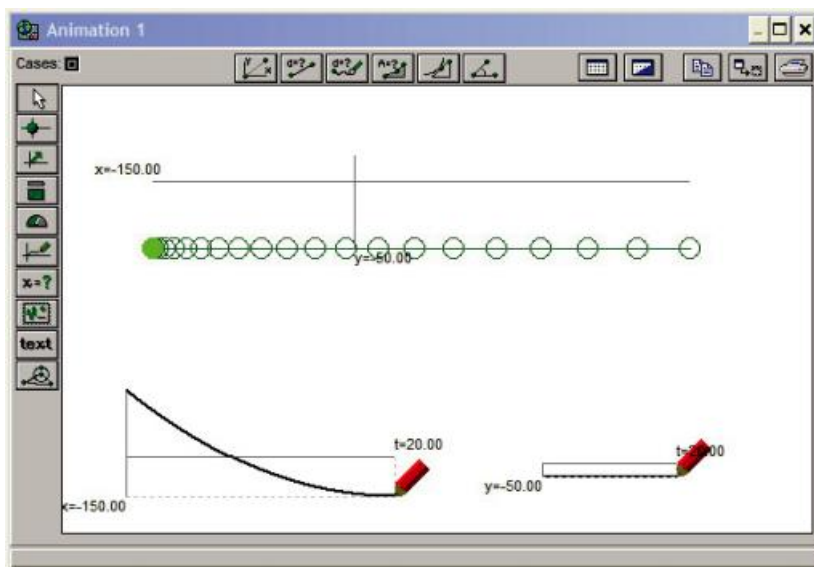 Animation 1
Cases:
x=-150.00
y=-50.00
x=?
text
t=20.00
x=-150.00
y=-50.00